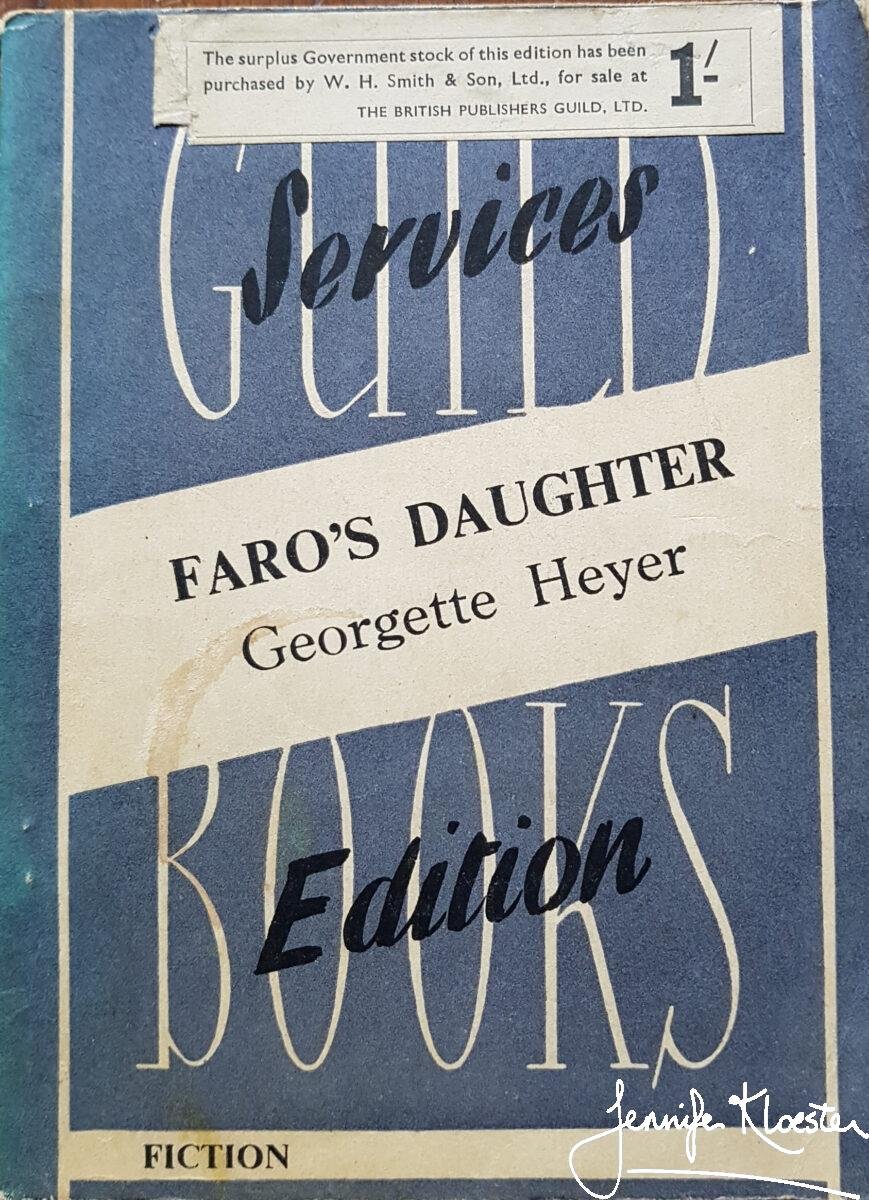 The surplus Government stock of this edition has been
purchased by W. H. Smith & Son, Ltd., for sale at
1/-
THE BRITISH PUBLISHERS GUILD, LTD.
GUILD
Services
FARO'S DAUGHTER
Georgette Heyer
BOOKS
Edition
FICTION
Jennifer Kloester